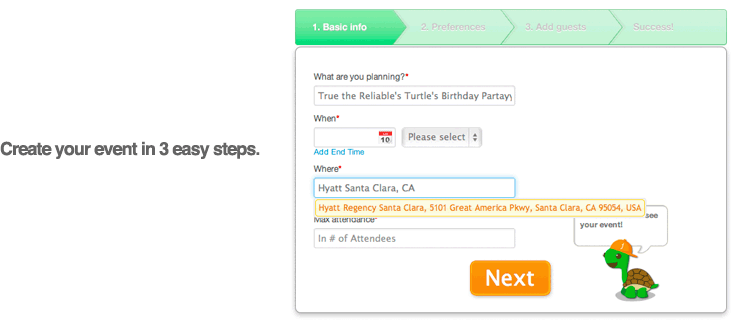 Create your event in 3 easy steps.
1. Basic info
2. Preferences
3. Add guests
Success!
What are you planning?*
True the Reliable's Turtle's Birthday Partayy
When*
10
Please select
Add End Time
Where*
Hyatt Santa Clara, CA
Hyatt Regency Santa Clara, 5101 Great America Pkwy, Santa Clara, CA 95054, USA
see
your event!
Max attendance*
In # of Attendees
Next